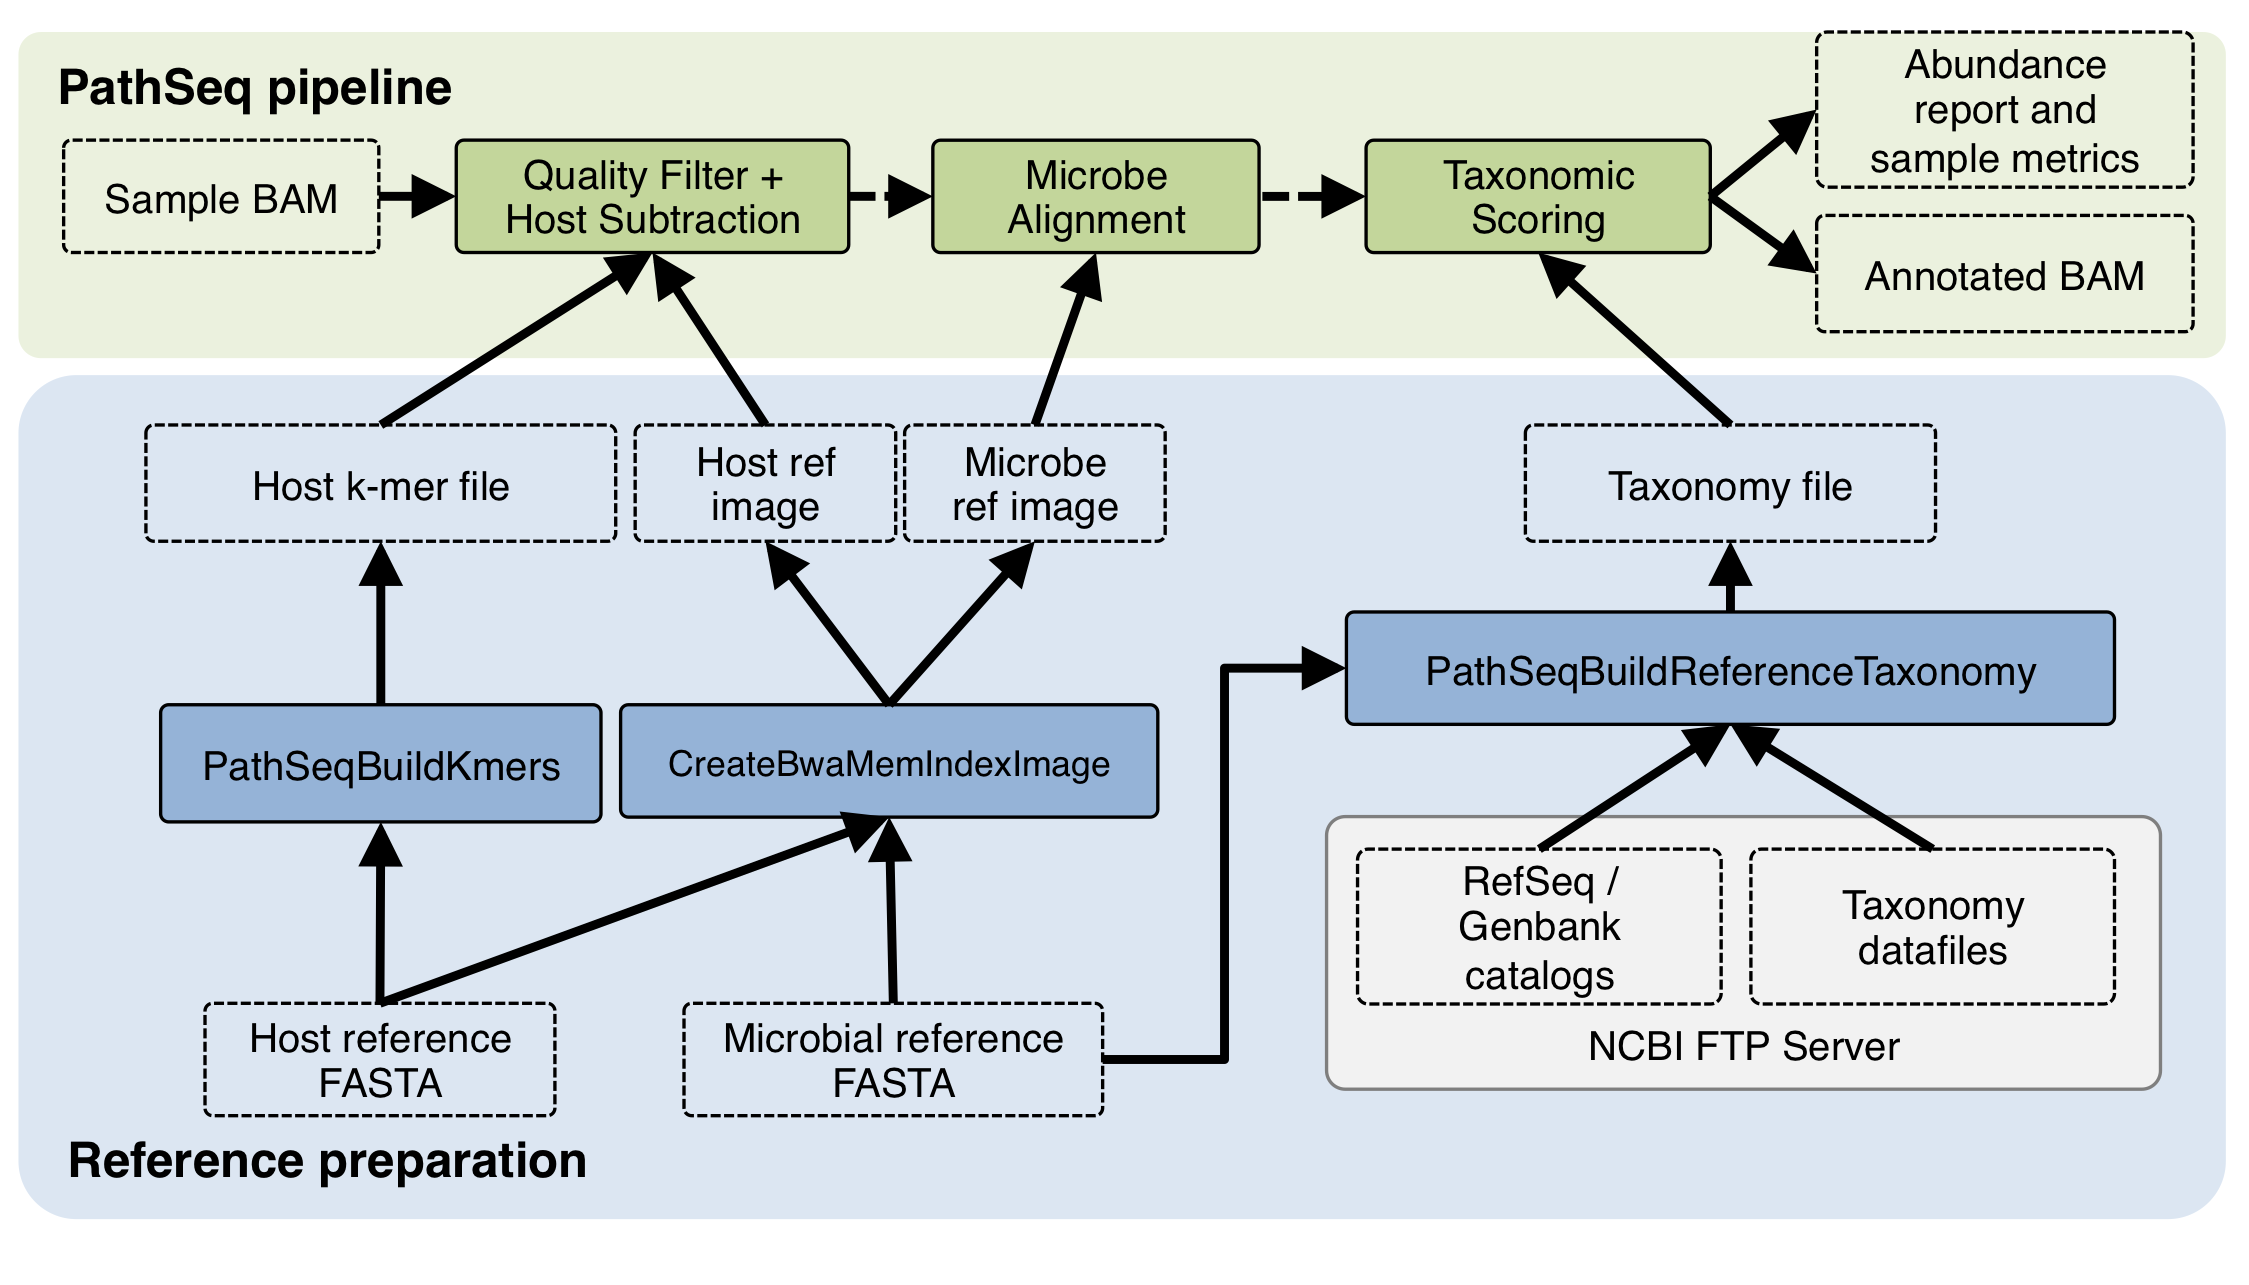 PathSeq pipeline
Sample BAM
Quality Filter +
Host Subtraction
Microbe
Alignment
Taxonomic
Scoring
Abundance
report and
sample metrics
Annotated BAM
Host k-mer file
Host ref
image
Microbe
ref image
Taxonomy file
PathSeqBuildKmers
CreateBwaMemIndexImage
PathSeqBuildReferenceTaxonomy
RefSeq /
Genbank
catalogs
Taxonomy
datafiles
NCBI FTP Server
Host reference
FASTA
Microbial reference
FASTA
Reference preparation